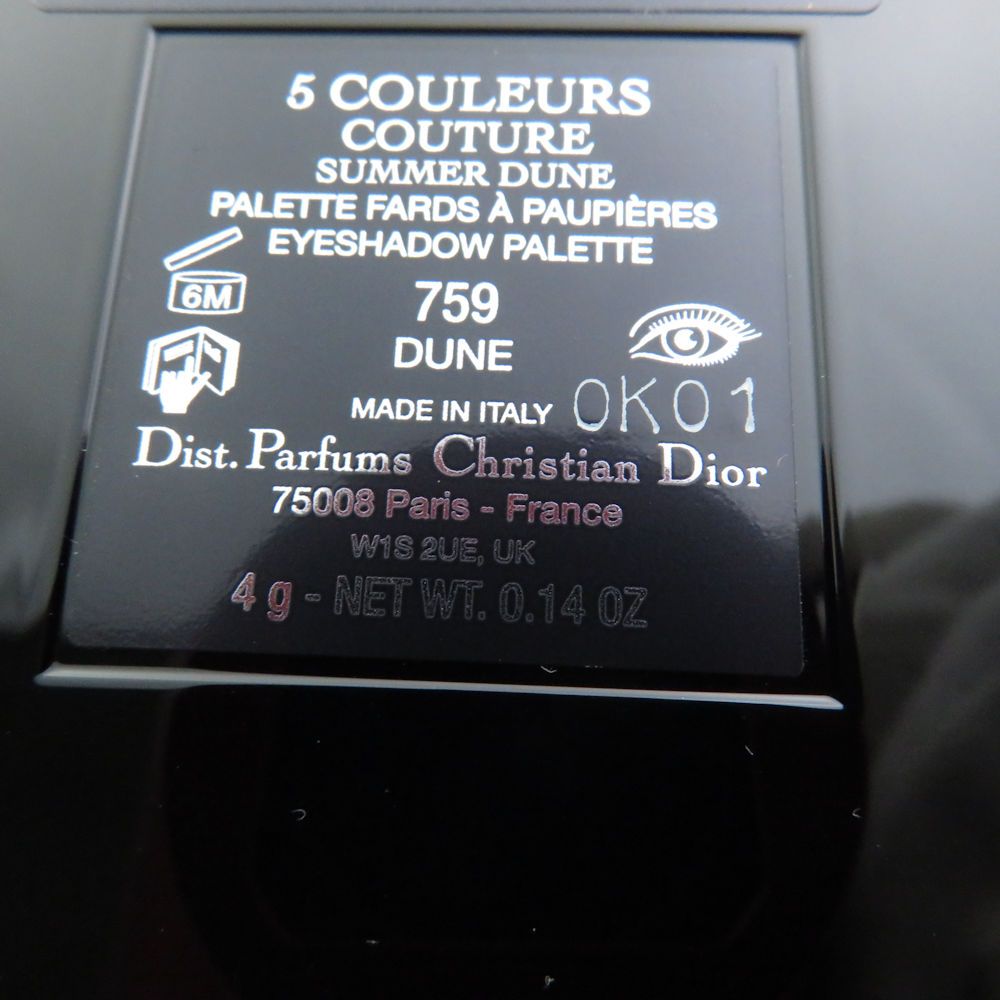 5 COULEURS
COUTURE
SUMMER DUNE
PALETTE FARDS À PAUPIÈRES
EYESHADOW PALETTE
6M
759
DUNE
MADE IN ITALY 0K01
Dist. Parfums Christian Dior
75008 Paris - France
W1S 2UE, UK
4 g - NET WT. 0.14 OZ